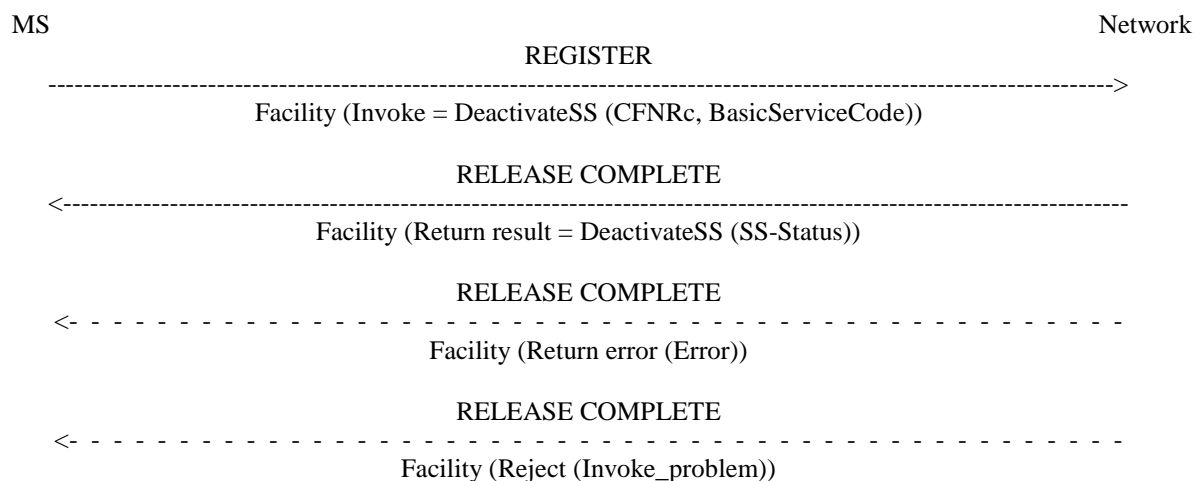 MS Network
REGISTER
Facility (Invoke = DeactivateSS (CFNRc, BasicServiceCode))
RELEASE COMPLETE
Facility (Return result = DeactivateSS (SS-Status))
RELEASE COMPLETE
Facility (Return error (Error))
RELEASE COMPLETE
Facility (Reject (Invoke_problem))